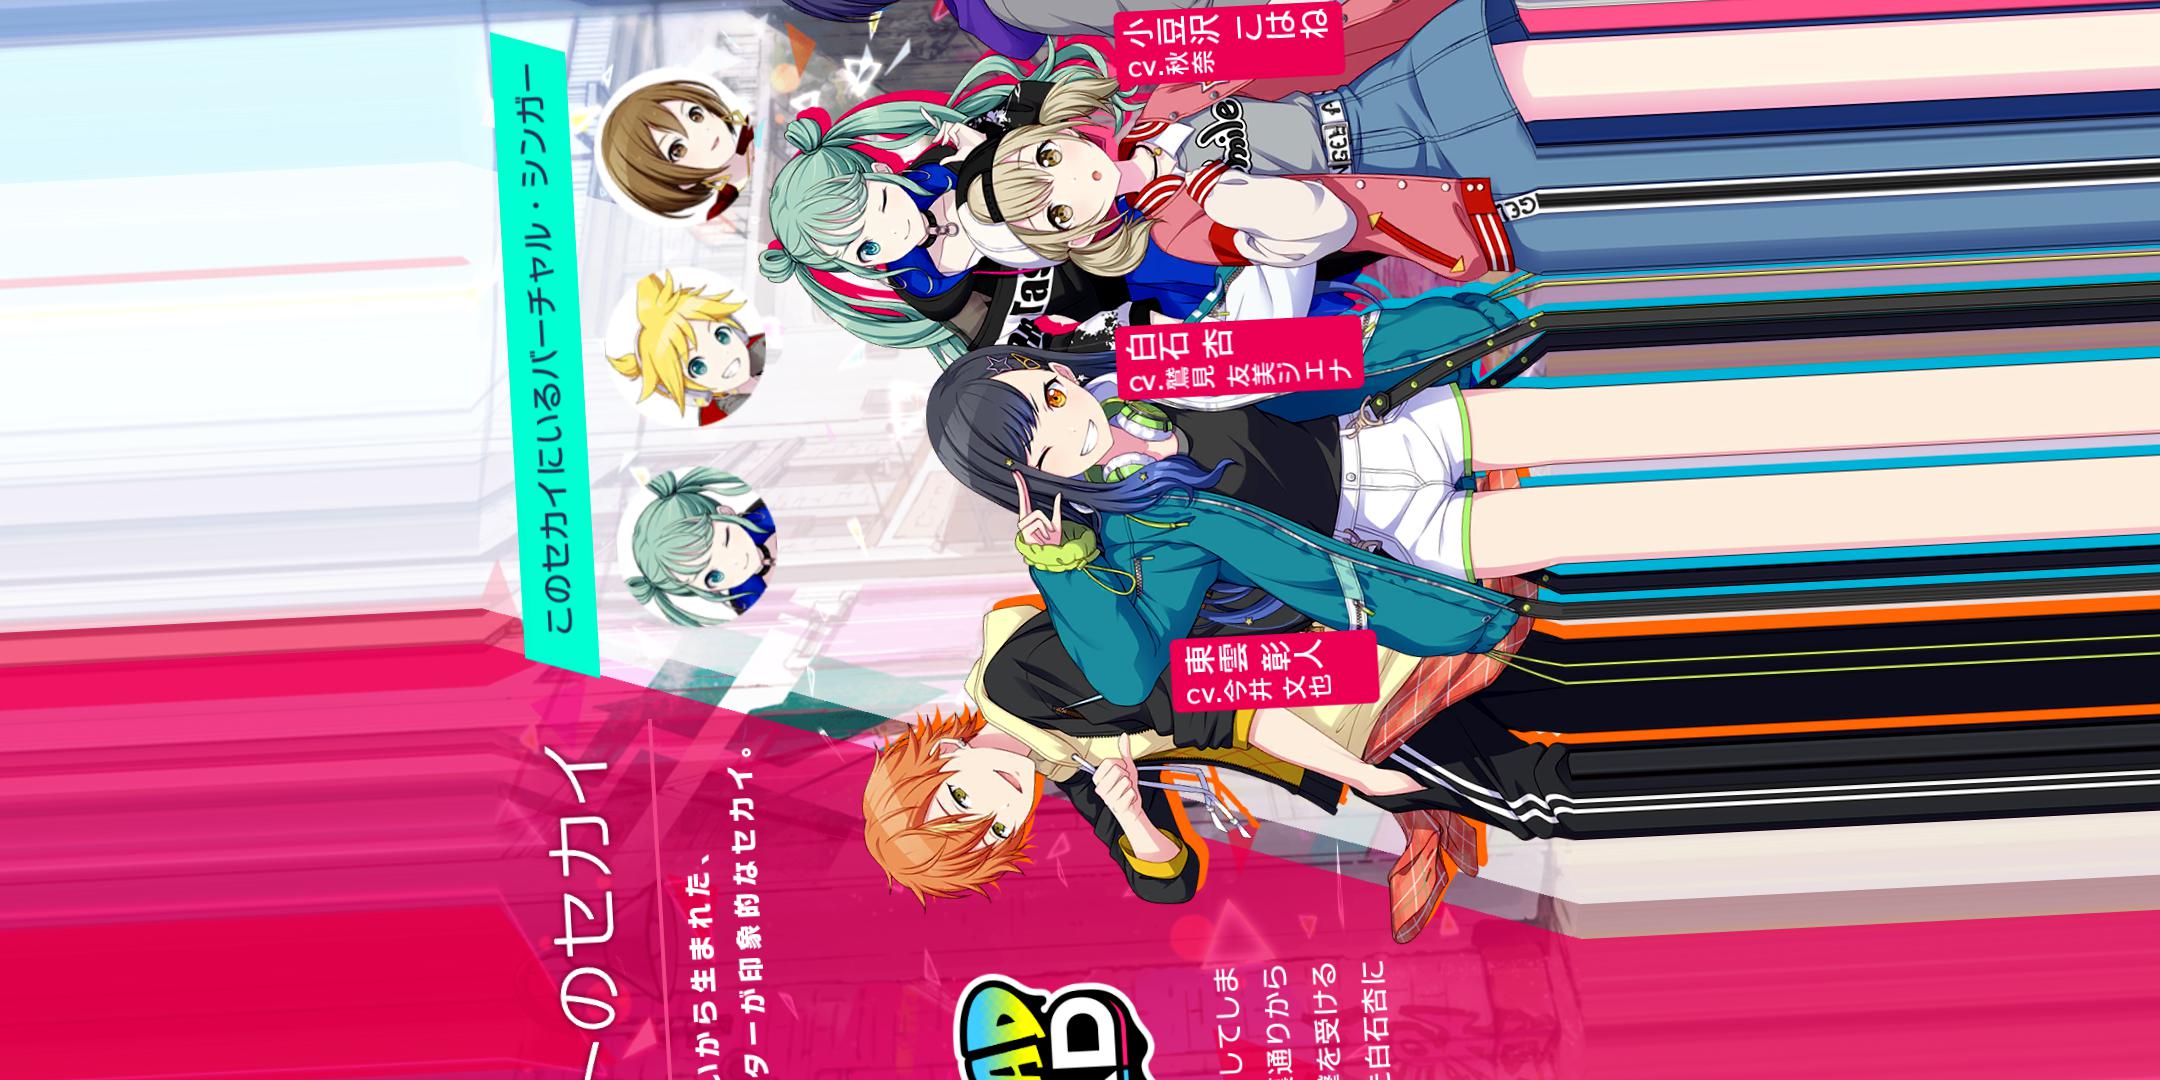 ーのセカイ
いから生まれた、
ターが印象的なセカイ。
このセカイにいるバーチャル・シンガー
AD
D
してしま
通りから
を受ける
白石杏に
東雲 彰人
cv.今井 文也
白石 杏
cv.鷲見 友美ジェナ
小豆沢 こはね
cv.秋奈